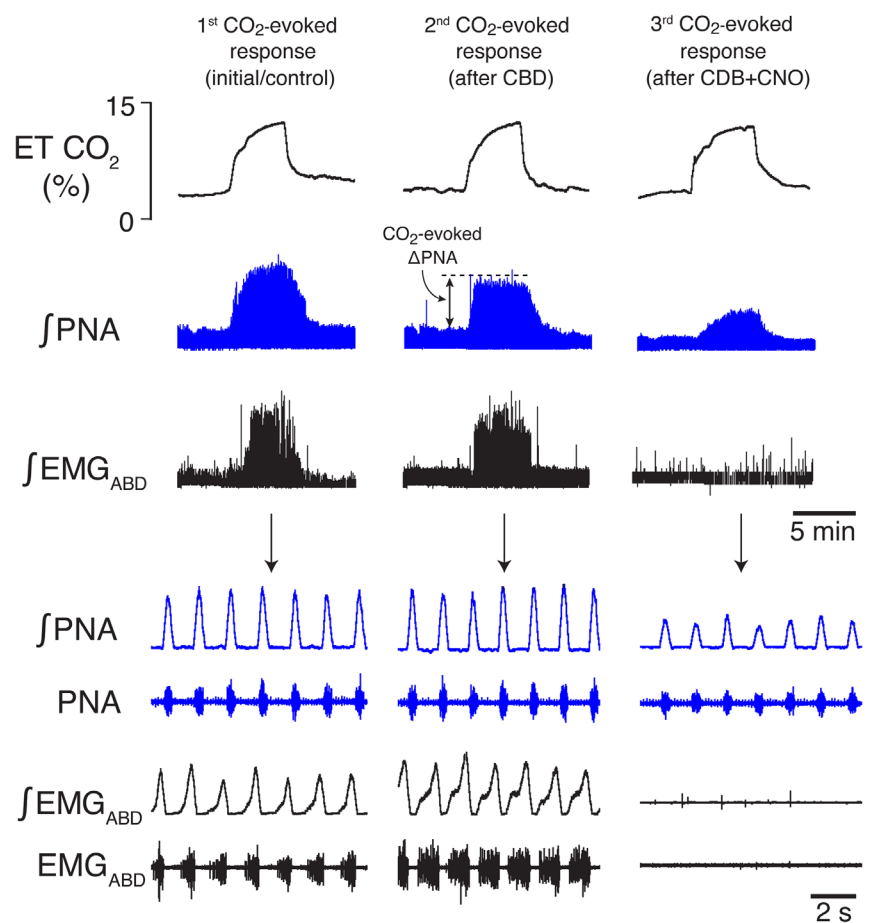 1st CO2-evoked
response
(initial/control)
2nd CO2-evoked
response
(after CBD)
3rd CO2-evoked
response
(after CDB+CNO)
15
ET CO2
(%)
0
CO2-evoked
ΔPNA
∫PNA
∫EMGABD
5 min
∫PNA
PNA
∫EMGABD
EMGABD
2 s